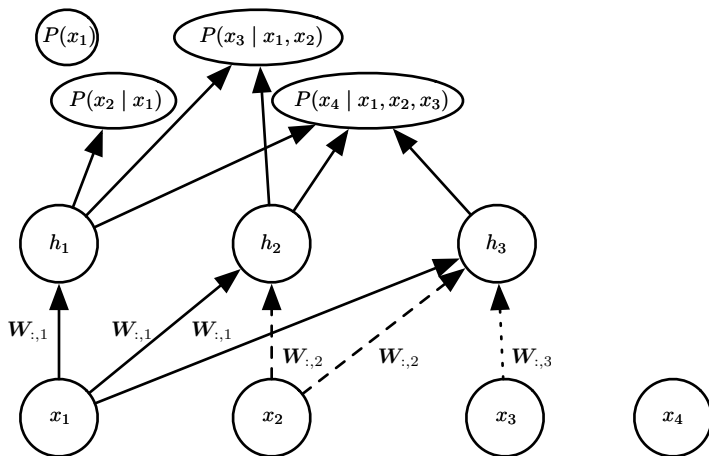 P(x₁)
P(x₃ | x₁, x₂)
P(x₂ | x₁)
P(x₄ | x₁, x₂, x₃)
h₁
h₂
h₃
W:,1
W:,1
W:,1
W:,2
W:,2
W:,3
x₁
x₂
x₃
x₄